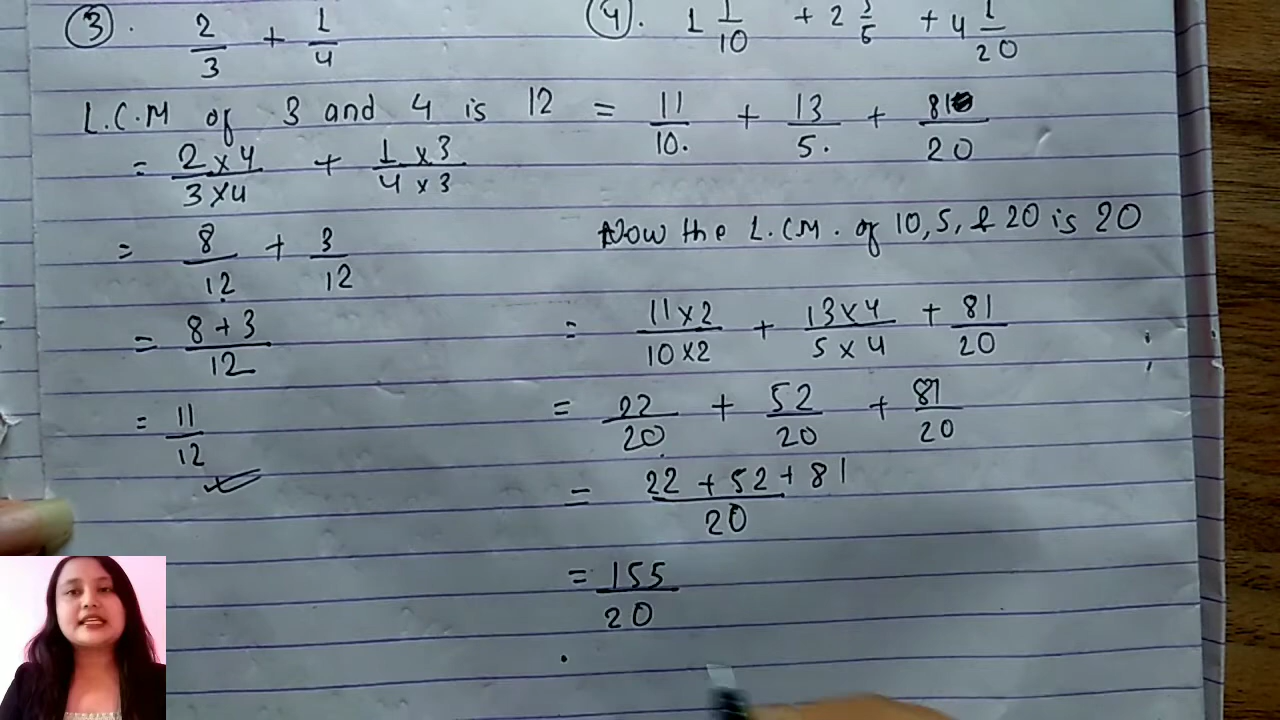 ③. 2/3 + 1/4
L.C.M of 3 and 4 is 12
= 2 x 4/3 x 4 + 1 x 3/4 x 3
= 8/12 + 3/12
= 8 + 3/12
= 11/12
④. 1 1/10 + 2 3/5 + 4 1/20
= 11/10 + 13/5 + 81/20
Now the L.C.M. of 10, 5, & 20 is 20
= 11 x 2/10 x 2 + 13 x 4/5 x 4 + 81/20
= 22/20 + 52/20 + 81/20
= 22 + 52 + 81/20
= 155/20